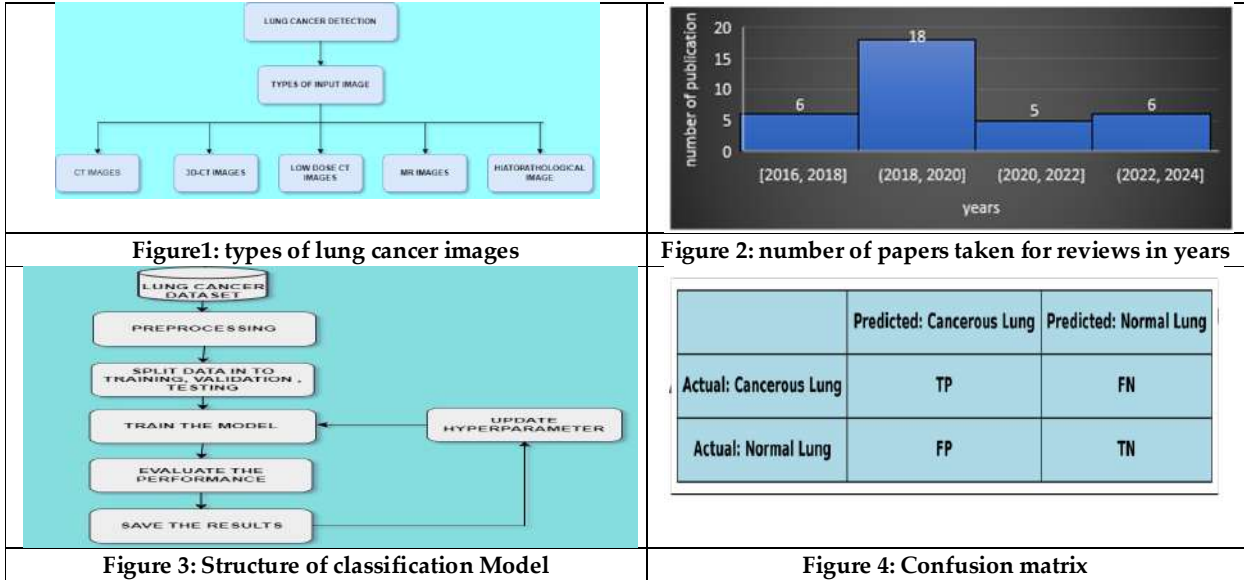 LUNG CANCER DETECTION
TYPES OF INPUT IMAGE
CT IMAGES
3D-CT IMAGES
LOW DOSE CT
IMAGES
MR IMAGES
HIATOPATHOLOGICAL
IMAGE
Figure1: types of lung cancer images
number of publication
20
15
10
5
0
6
18
5
6
[2016, 2018]
(2018, 2020]
(2020, 2022]
(2022, 2024]
years
Figure 2: number of papers taken for reviews in years
LUNG CANCER
DATASET
PREPROCESSING
SPLIT DATA IN TO
TRAINING, VALIDATION ,
TESTING
TRAIN THE MODEL
UPDATE
HYPERPARAMETER
EVALUATE THE
PERFORMANCE
SAVE THE RESULTS
Figure 3: Structure of classification Model
Predicted: Cancerous Lung
Predicted: Normal Lung
Actual: Cancerous Lung
TP
FN
Actual: Normal Lung
FP
TN
Figure 4: Confusion matrix